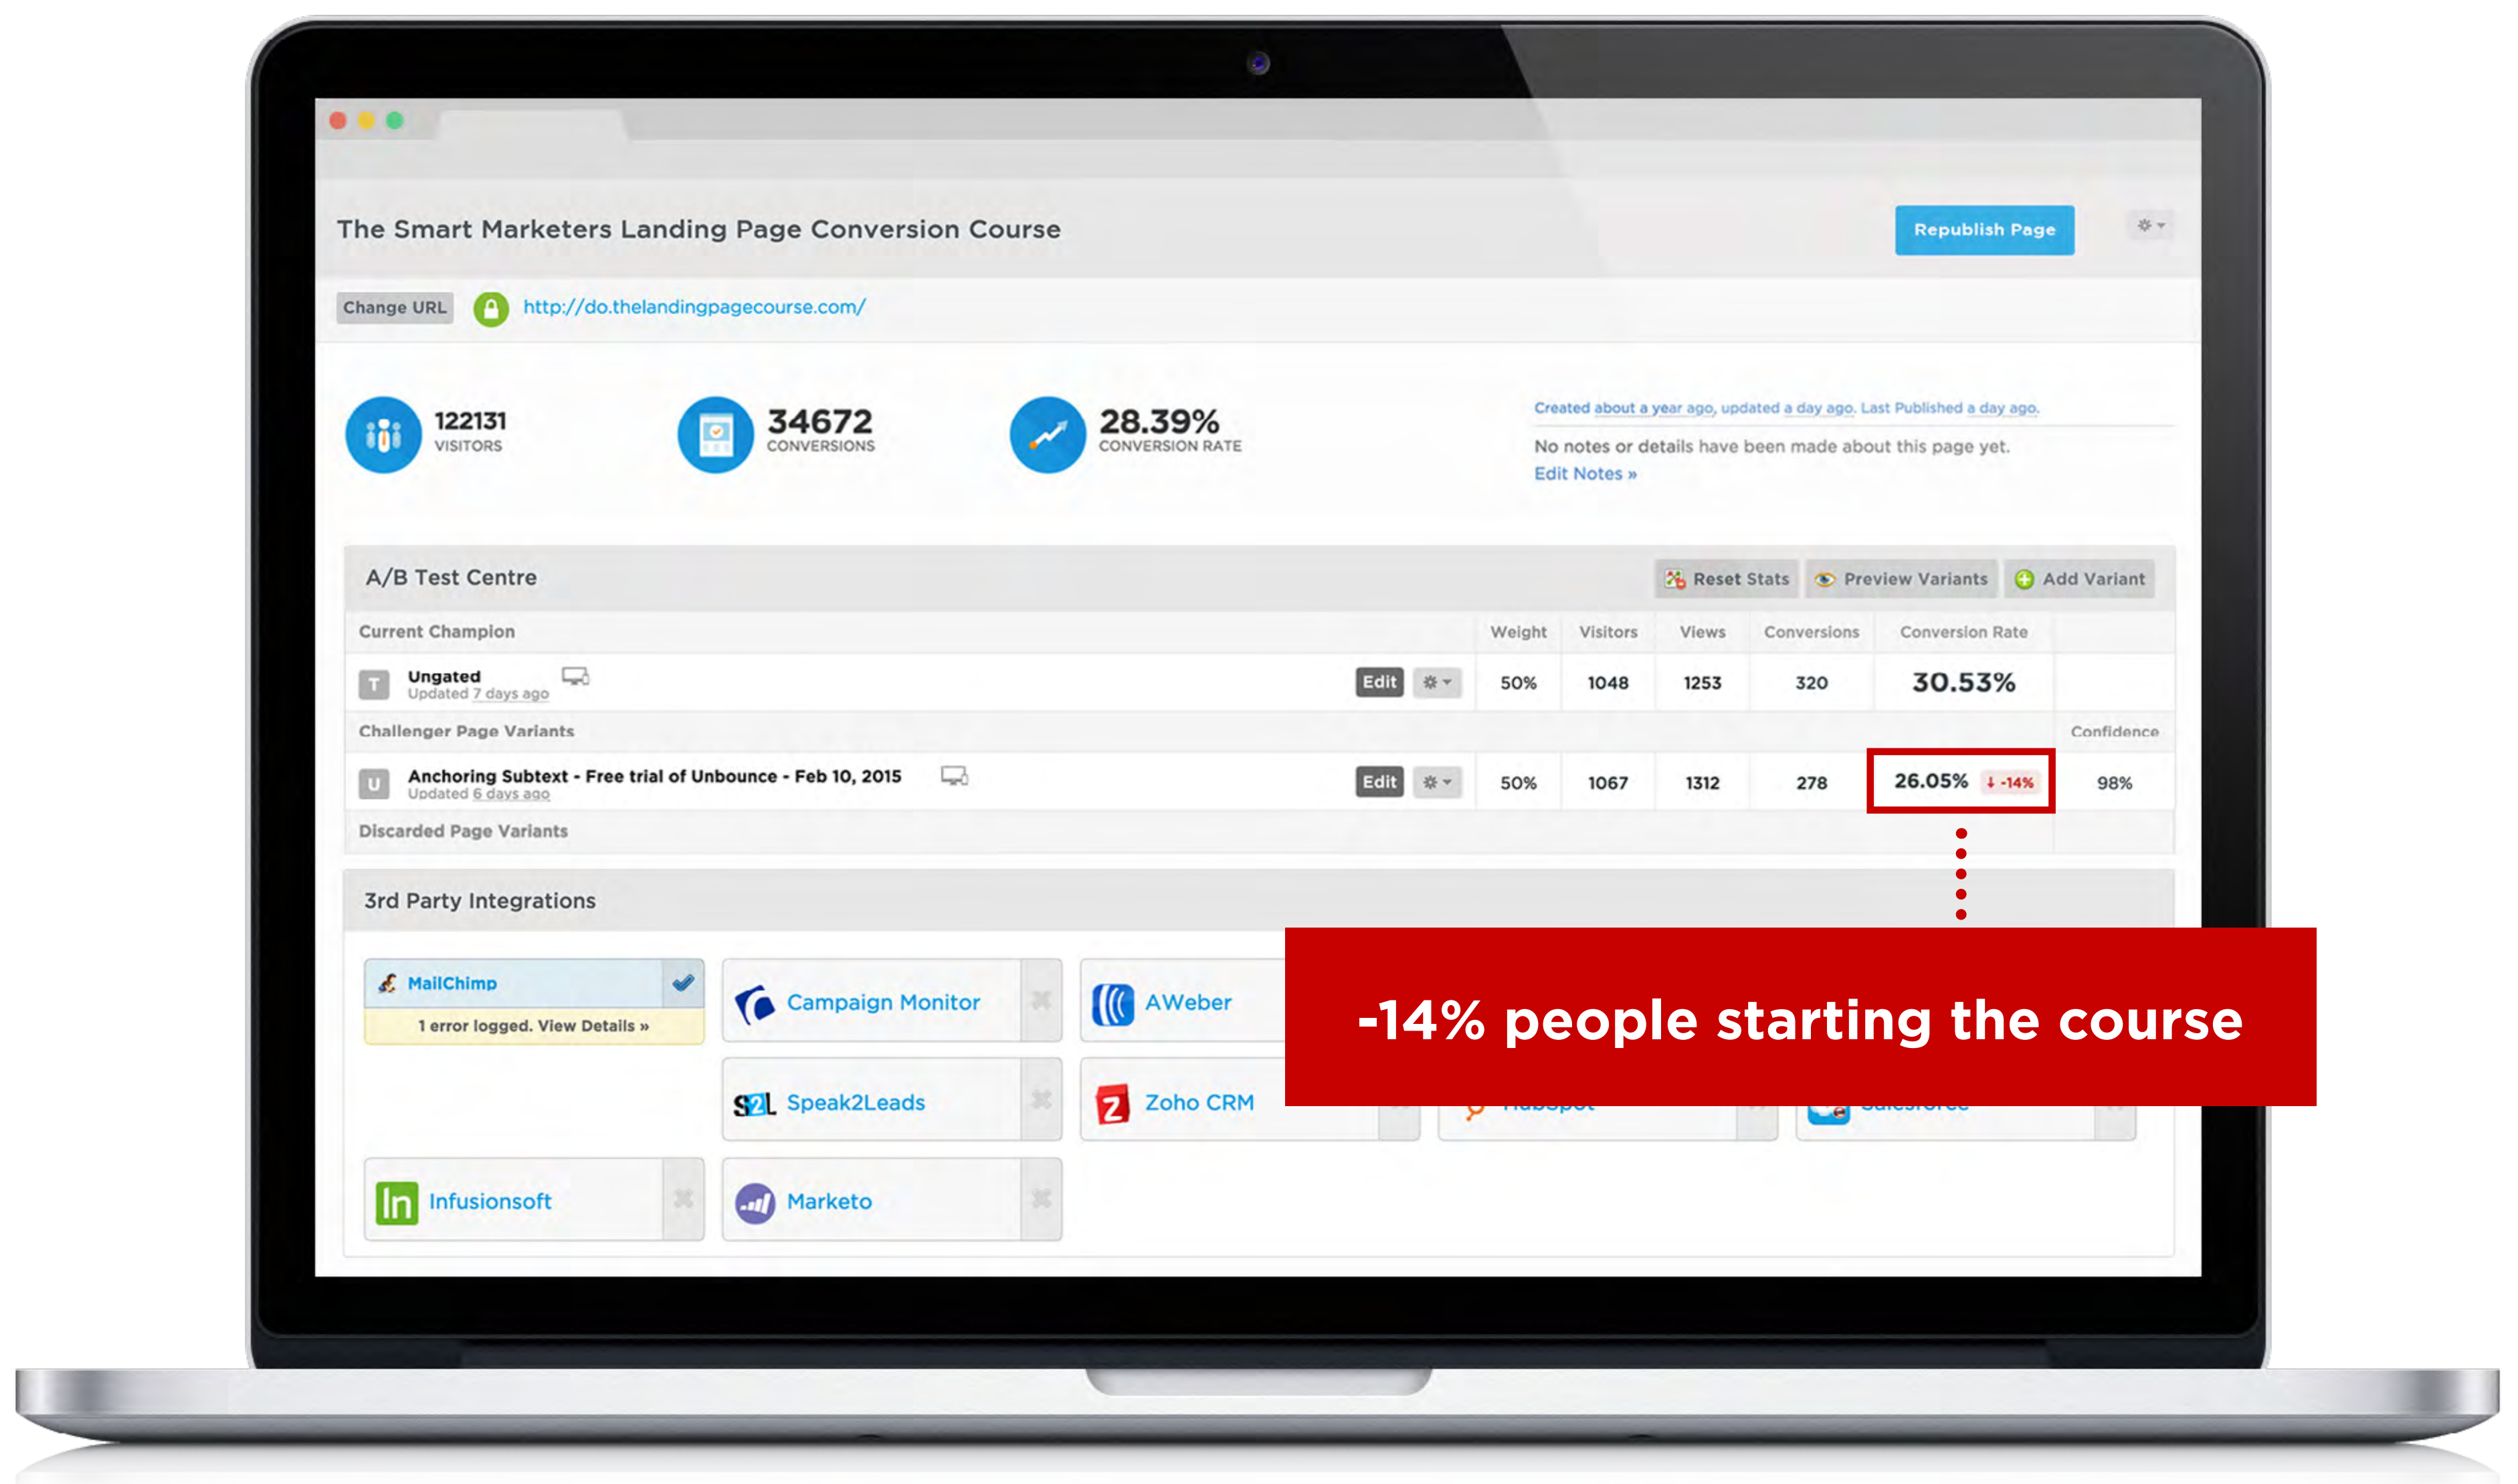 The Smart Marketers Landing Page Conversion Course
Republish Page
Change URL
http://do.thelandingpagecourse.com/
122131
VISITORS
34672
CONVERSIONS
28.39%
CONVERSION RATE
Created about a year ago, updated a day ago. Last Published a day ago.
No notes or details have been made about this page yet.
Edit Notes »
A/B Test Centre
Reset Stats
Preview Variants
Add Variant
Current Champion
Weight Visitors Views Conversions Conversion Rate
T Ungated Edit 50% 1048 1253 320 30.53%
Updated 7 days ago
Challenger Page Variants Confidence
U Anchoring Subtext - Free trial of Unbounce - Feb 10, 2015 Edit 50% 1067 1312 278 26.05% ↓ -14% 98%
Updated 6 days ago
Discarded Page Variants
3rd Party Integrations
-14% people starting the course
MailChimp
1 error logged. View Details »
Campaign Monitor
AWeber
S2L Speak2Leads
Z Zoho CRM
In Infusionsoft
Marketo